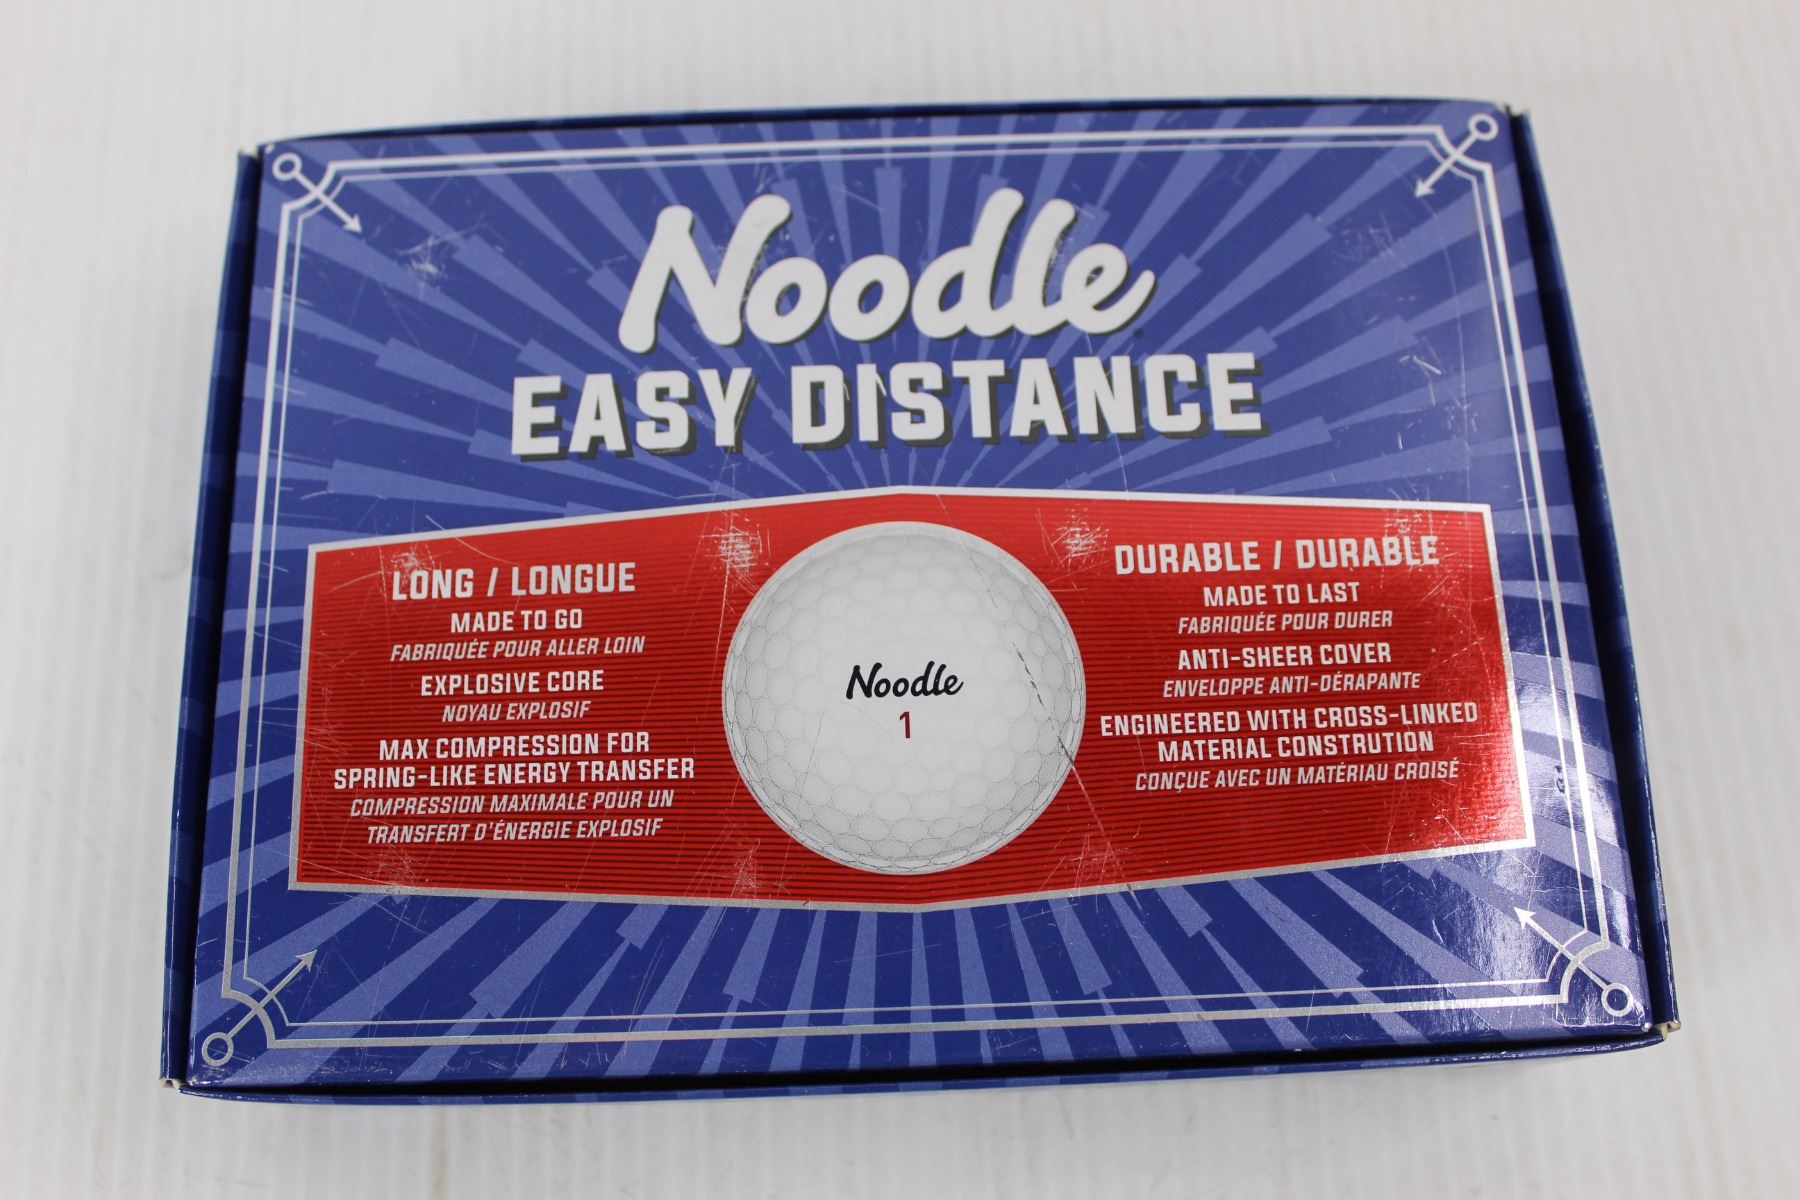 Noodle
EASY DISTANCE
LONG / LONGUE
MADE TO GO
FABRIQUÉE POUR ALLER LOIN
EXPLOSIVE CORE
NOYAU EXPLOSIF
MAX COMPRESSION FOR
SPRING-LIKE ENERGY TRANSFER
COMPRESSION MAXIMALE POUR UN
TRANSFERT D'ÉNERGIE EXPLOSIF
Noodle
1
DURABLE / DURABLE
MADE TO LAST
FABRIQUÉE POUR DURER
ANTI-SHEER COVER
ENVELOPPE ANTI-DÉRAPANTE
ENGINEERED WITH CROSS-LINKED
MATERIAL CONSTRUTION
CONÇUE AVEC UN MATÉRIAU CROISÉ